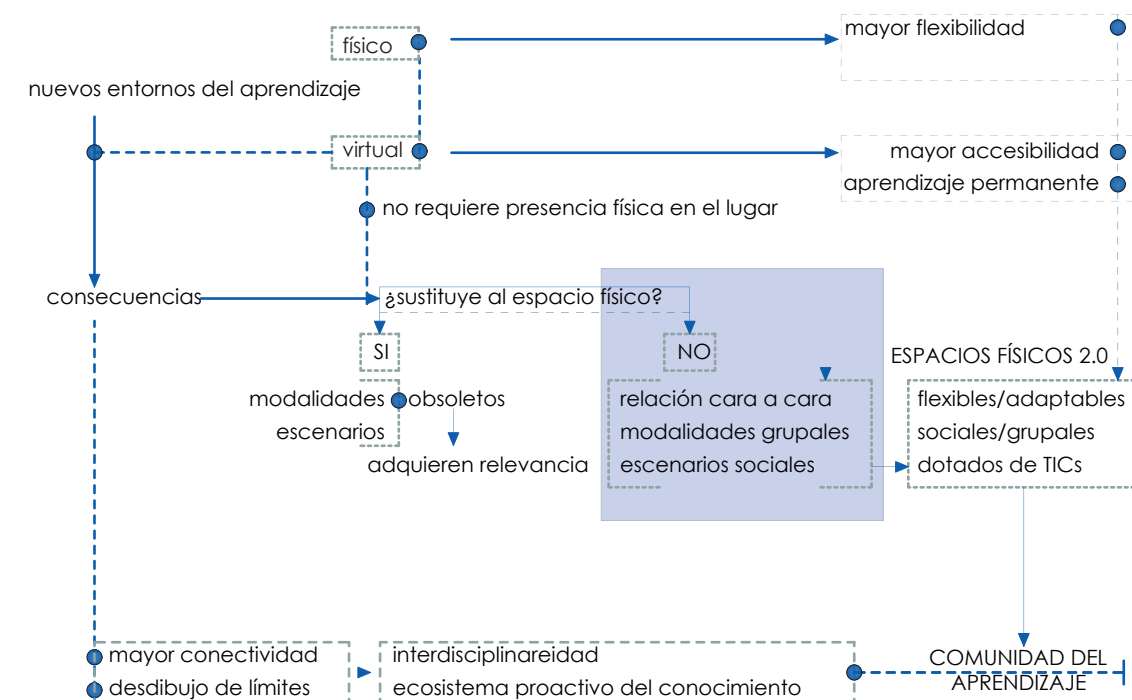 físico
mayor flexibilidad
nuevos entornos del aprendizaje
virtual
mayor accesibilidad
aprendizaje permanente
no requiere presencia física en el lugar
consecuencias
¿sustituye al espacio físico?
SI
NO
ESPACIOS FÍSICOS 2.0
modalidades
obsoletos
escenarios
adquieren relevancia
relación cara a cara
modalidades grupales
escenarios sociales
flexibles/adaptables
sociales/grupales
dotados de TICs
mayor conectividad
desdibujo de límites
interdisciplinareidad
ecosistema proactivo del conocimiento
COMUNIDAD DEL
APRENDIZAJE